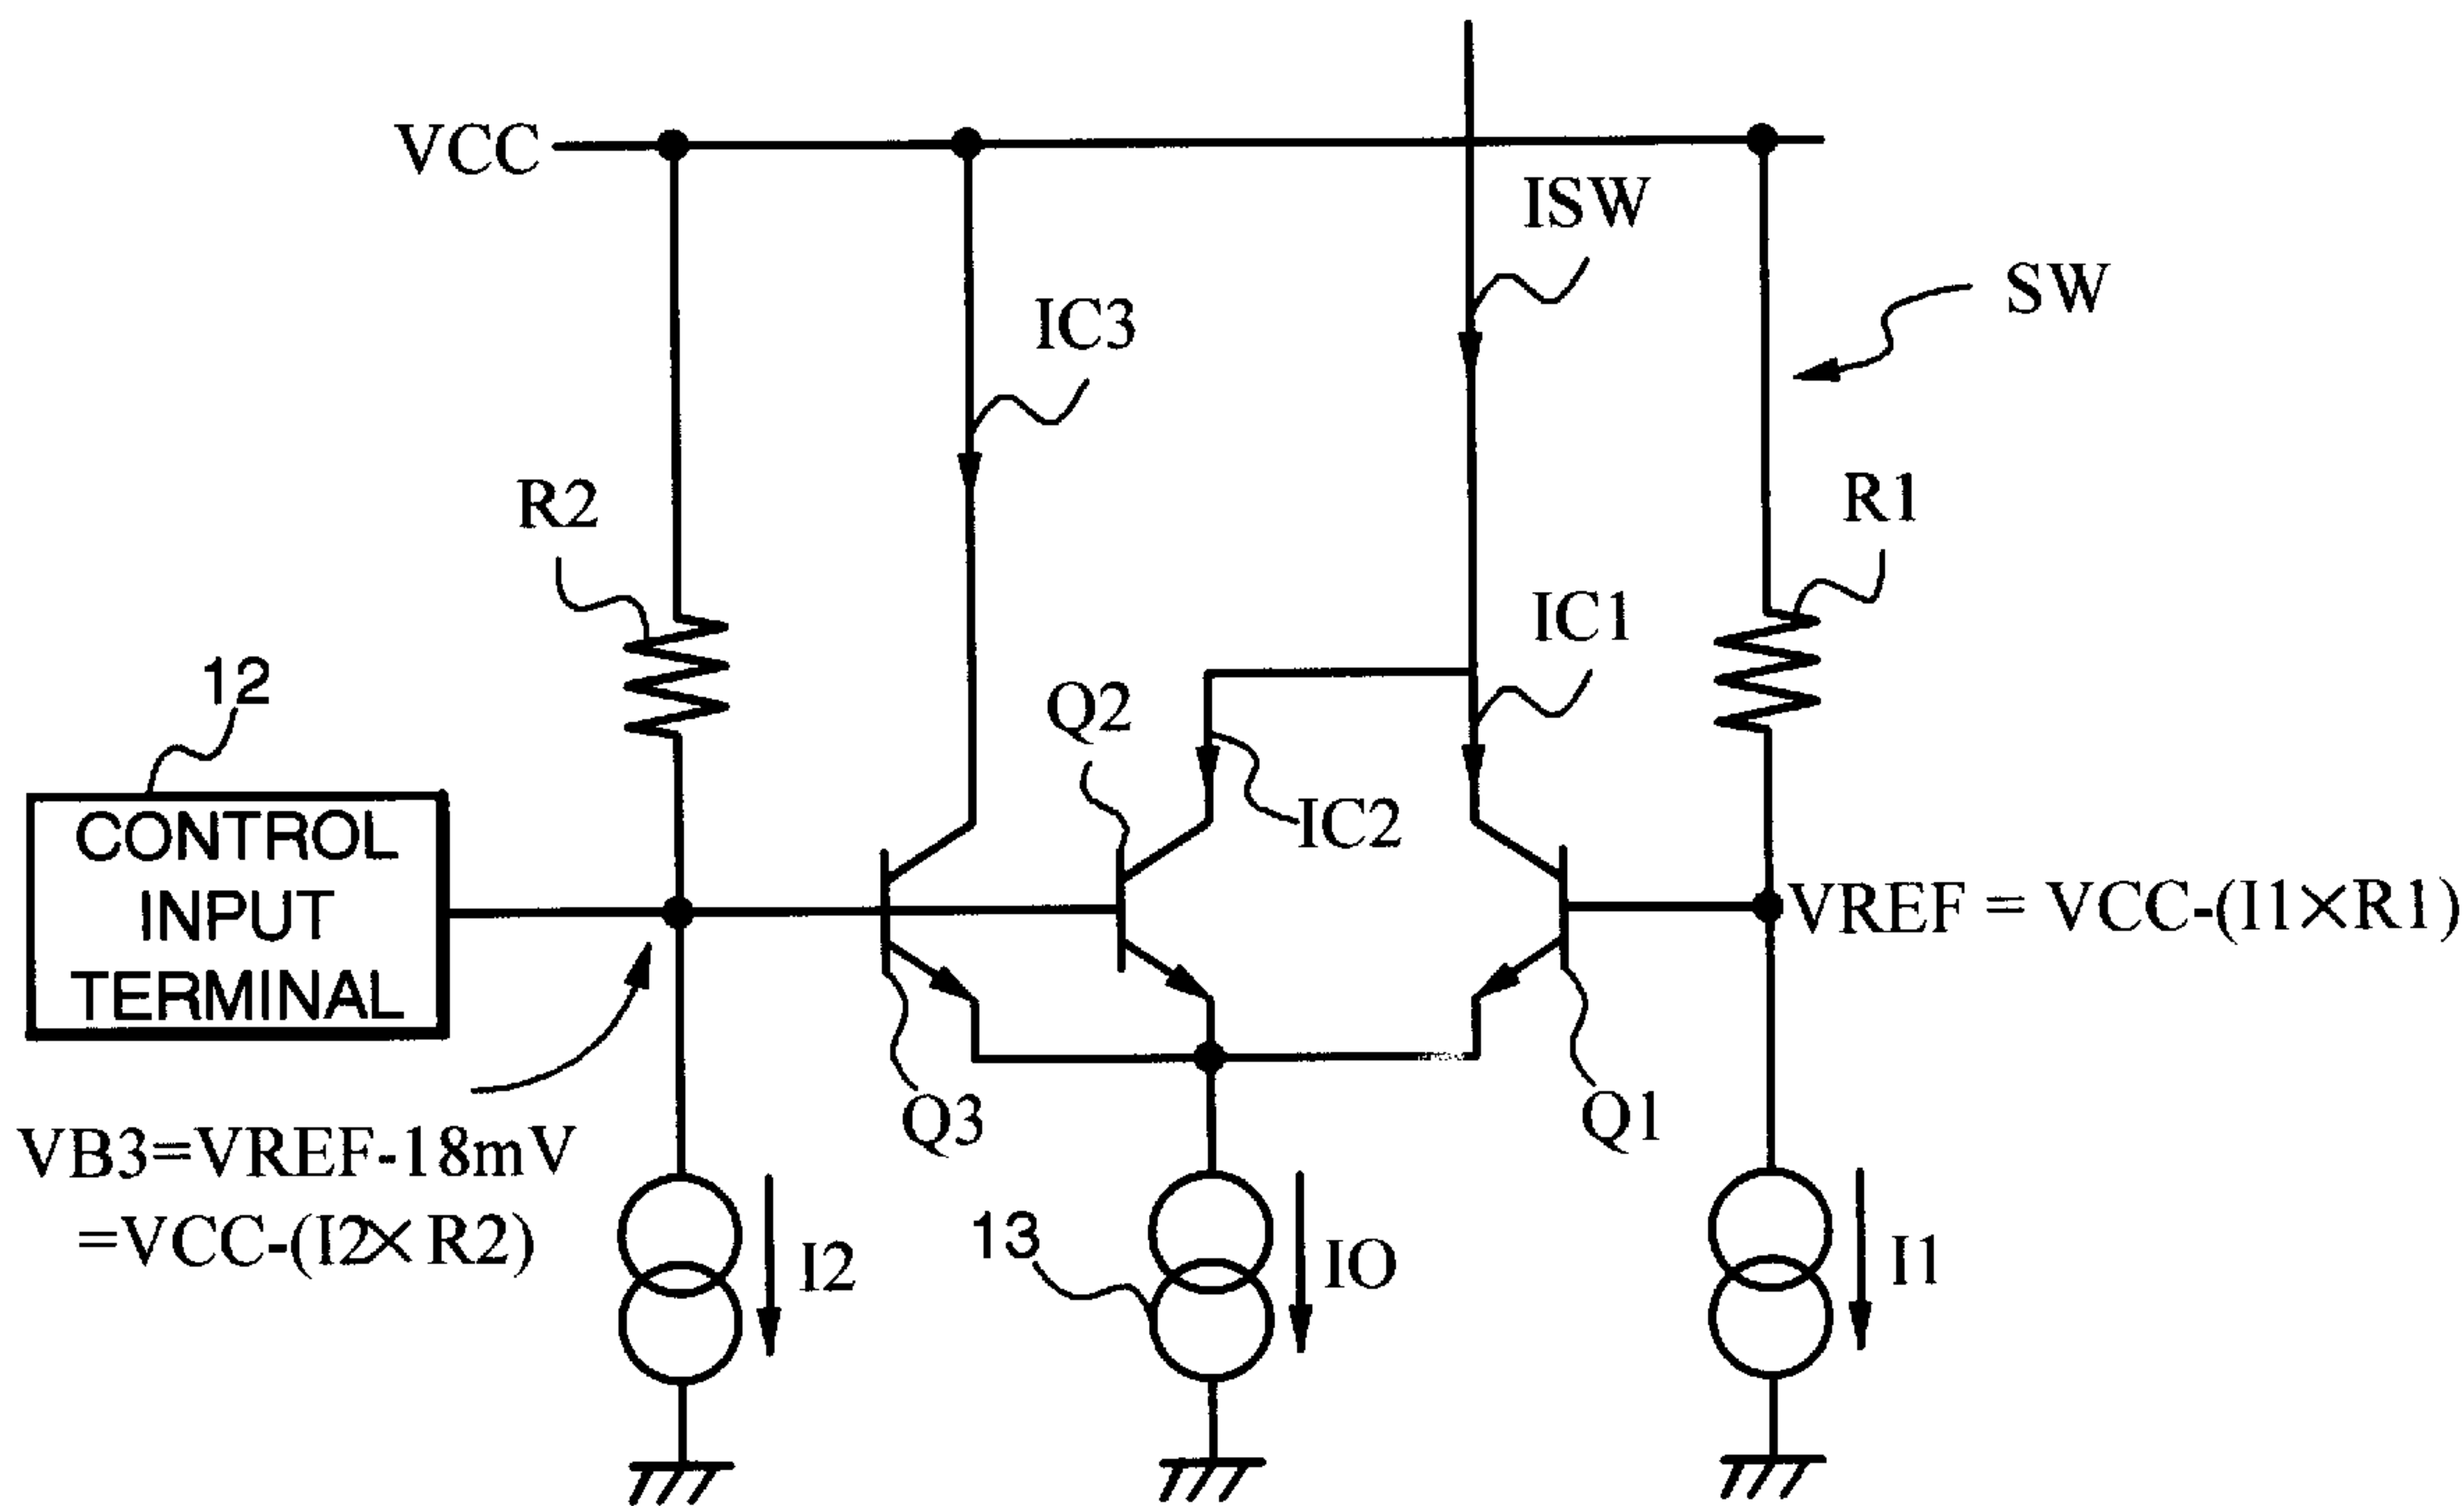 VCC
ISW
SW
IC3
R2
R1
IC1
12
Q2
IC2
CONTROL
INPUT
TERMINAL
VREF = VCC-(I1×R1)
Q3
Q1
VB3=VREF-18mV
=VCC-(I2×R2)
I2
13
IO
I1